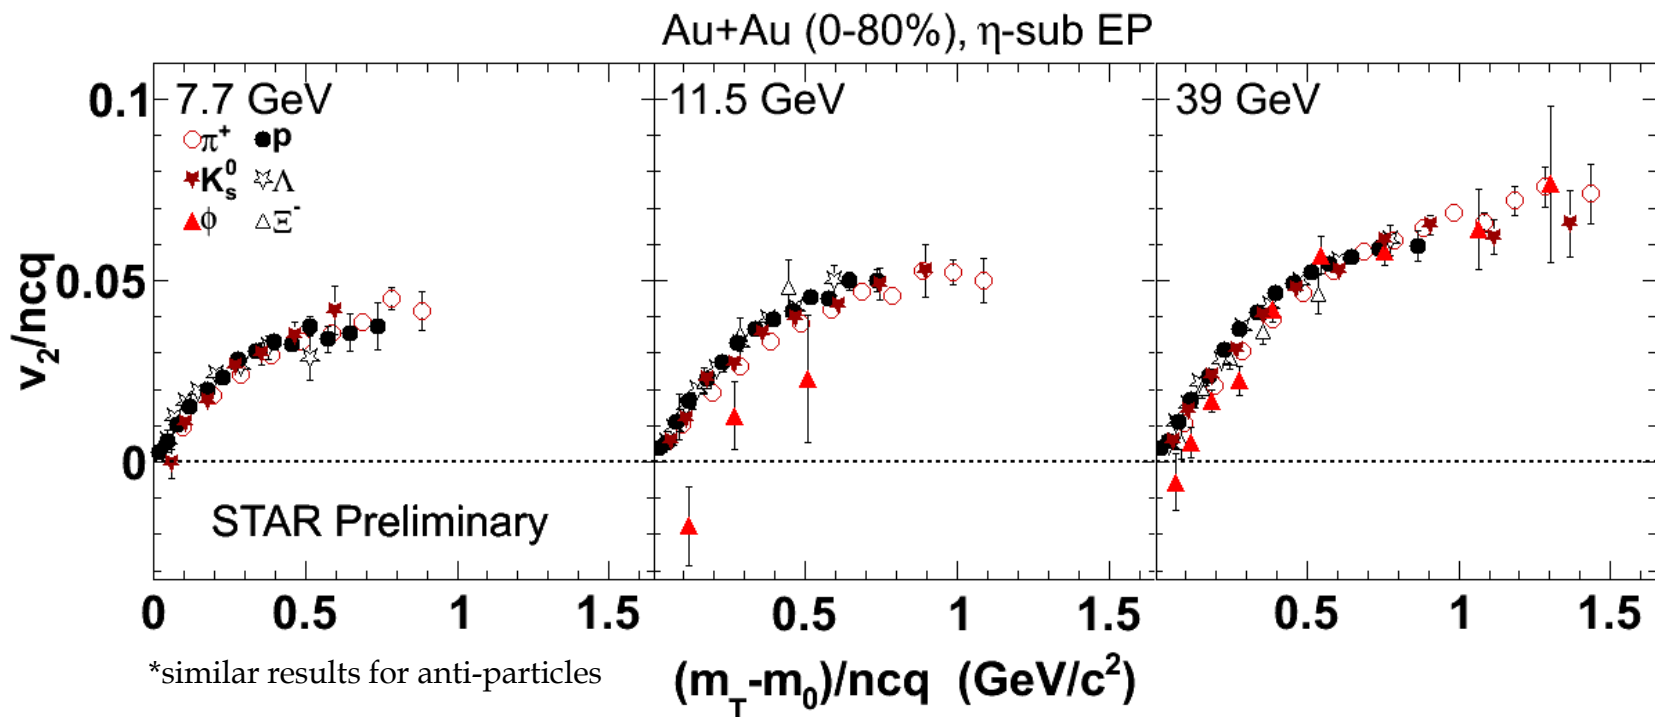 Au+Au (0-80%), η-sub EP
7.7 GeV
11.5 GeV
39 GeV
π⁺ p
K⁰ₛ Λ
ϕ Ξ⁻
v₂/ncq
0.1
0.05
0
STAR Preliminary
0 0.5 1 1.5
0.5 1 1.5
0.5 1 1.5
*similar results for anti-particles
(m_T-m₀)/ncq (GeV/c²)